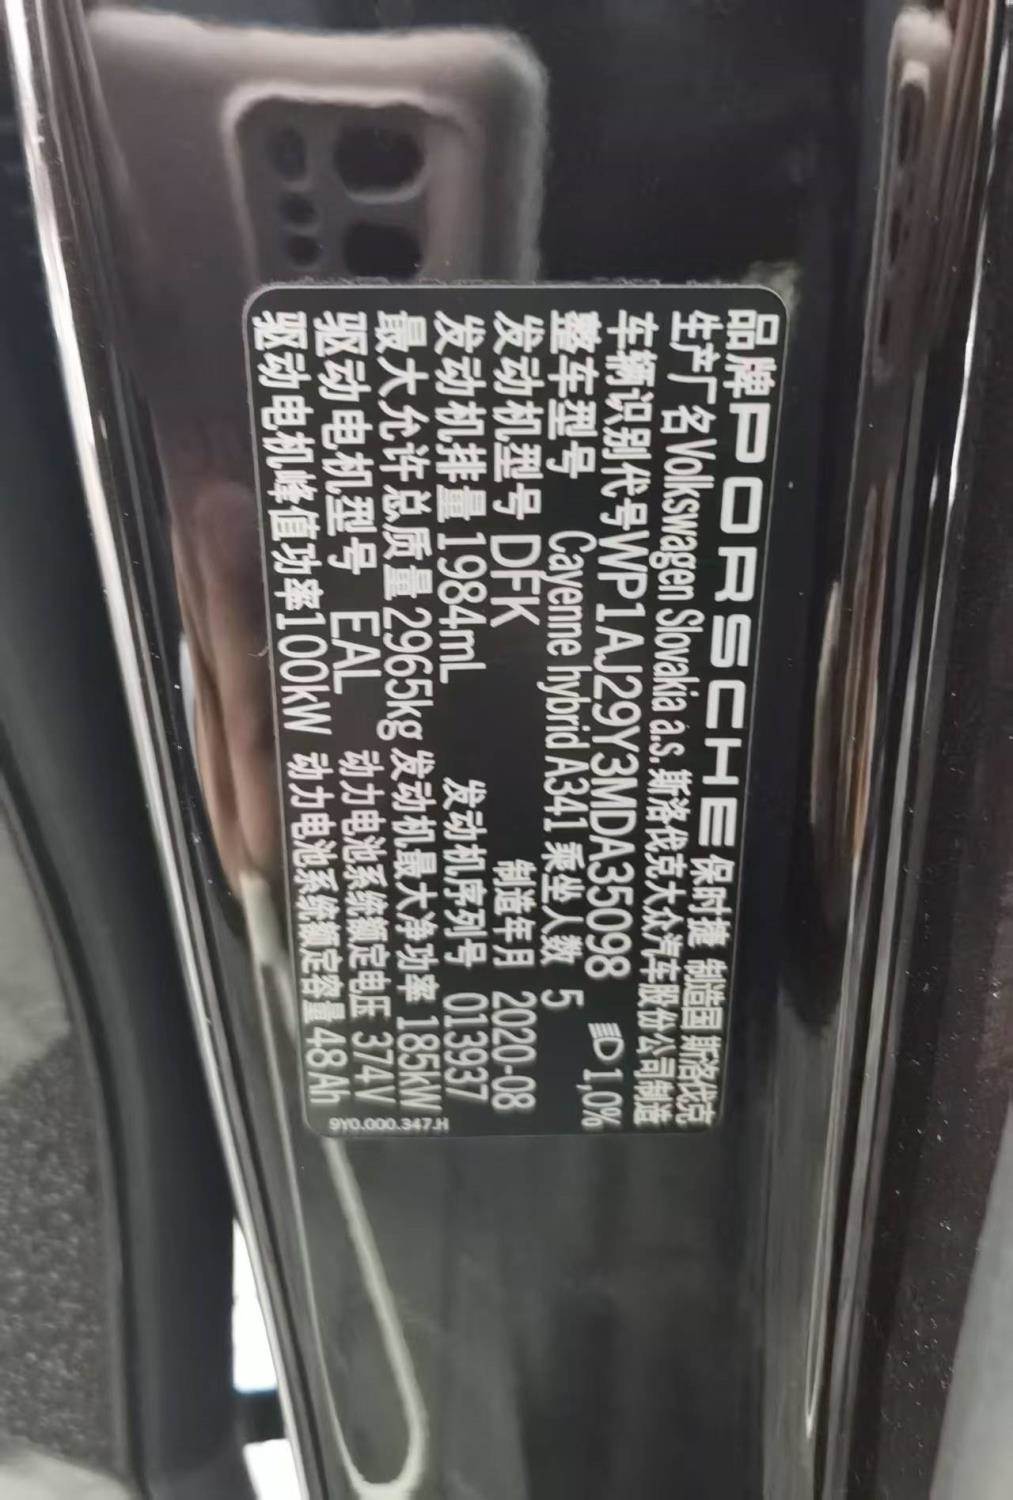 品牌 PORSCHE 保时捷 制造国 斯洛伐克
生产厂名 Volkswagen Slovakia a.s. 斯洛伐克大众汽车股份公司制造
车辆识别代号 WP1AJ29Y3MDA35098 1,0%
整车型号 Cayenne hybrid A341 乘坐人数 5
发动机型号 DFK 制造年月 2020-08
发动机排量 1984mL 发动机序列号 013937
最大允许总质量 2965kg 发动机最大净功率 185kW
驱动电机型号 EAL 动力电池系统额定电压 374V
驱动电机峰值功率 100kW 动力电池系统额定容量 48Ah
9Y0.000.347.H